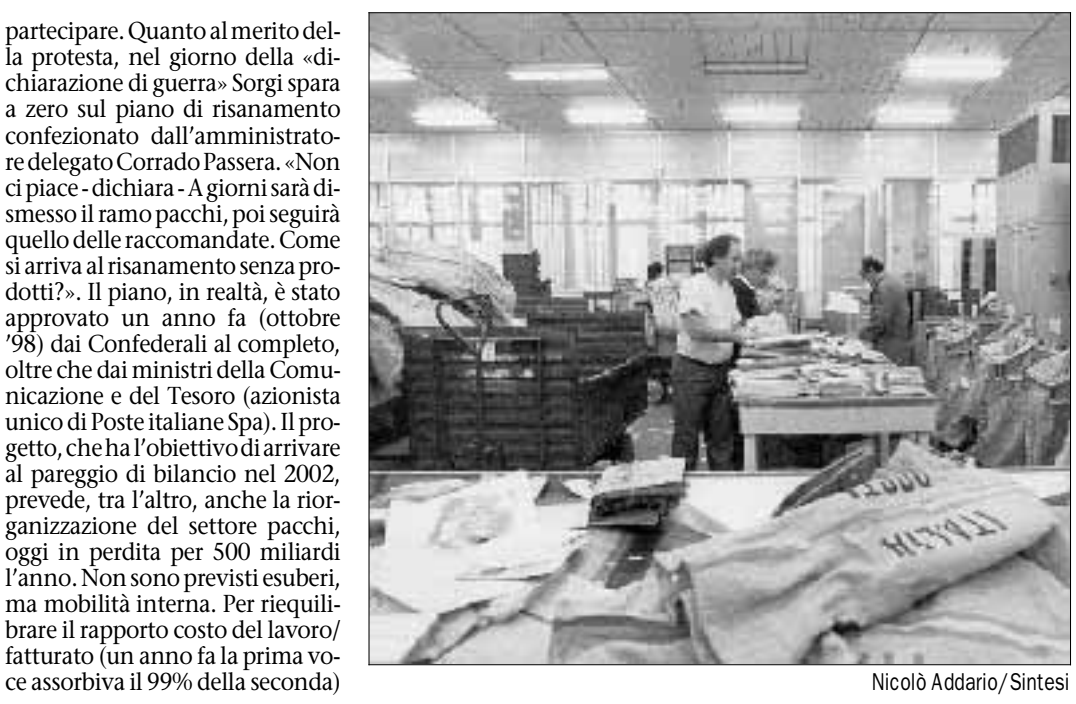 partecipare. Quanto al merito del-
la protesta, nel giorno della «di-
chiarazione di guerra» Sorgi spara
a zero sul piano di risanamento
confezionato dall'amministrato-
re delegato Corrado Passera. «Non
ci piace - dichiara - A giorni sarà di-
smesso il ramo pacchi, poi seguirà
quello delle raccomandate. Come
si arriva al risanamento senza pro-
dotti?». Il piano, in realtà, è stato
approvato un anno fa (ottobre
'98) dai Confederali al completo,
oltre che dai ministri della Comu-
nicazione e del Tesoro (azionista
unico di Poste italiane Spa). Il pro-
getto, che ha l'obiettivo di arrivare
al pareggio di bilancio nel 2002,
prevede, tra l'altro, anche la rior-
ganizzazione del settore pacchi,
oggi in perdita per 500 miliardi
l'anno. Non sono previsti esuberi,
ma mobilità interna. Per riequili-
brare il rapporto costo del lavoro/
fatturato (un anno fa la prima vo-
ce assorbiva il 99% della seconda)
ITALIA
Nicolò Addario/Sintesi